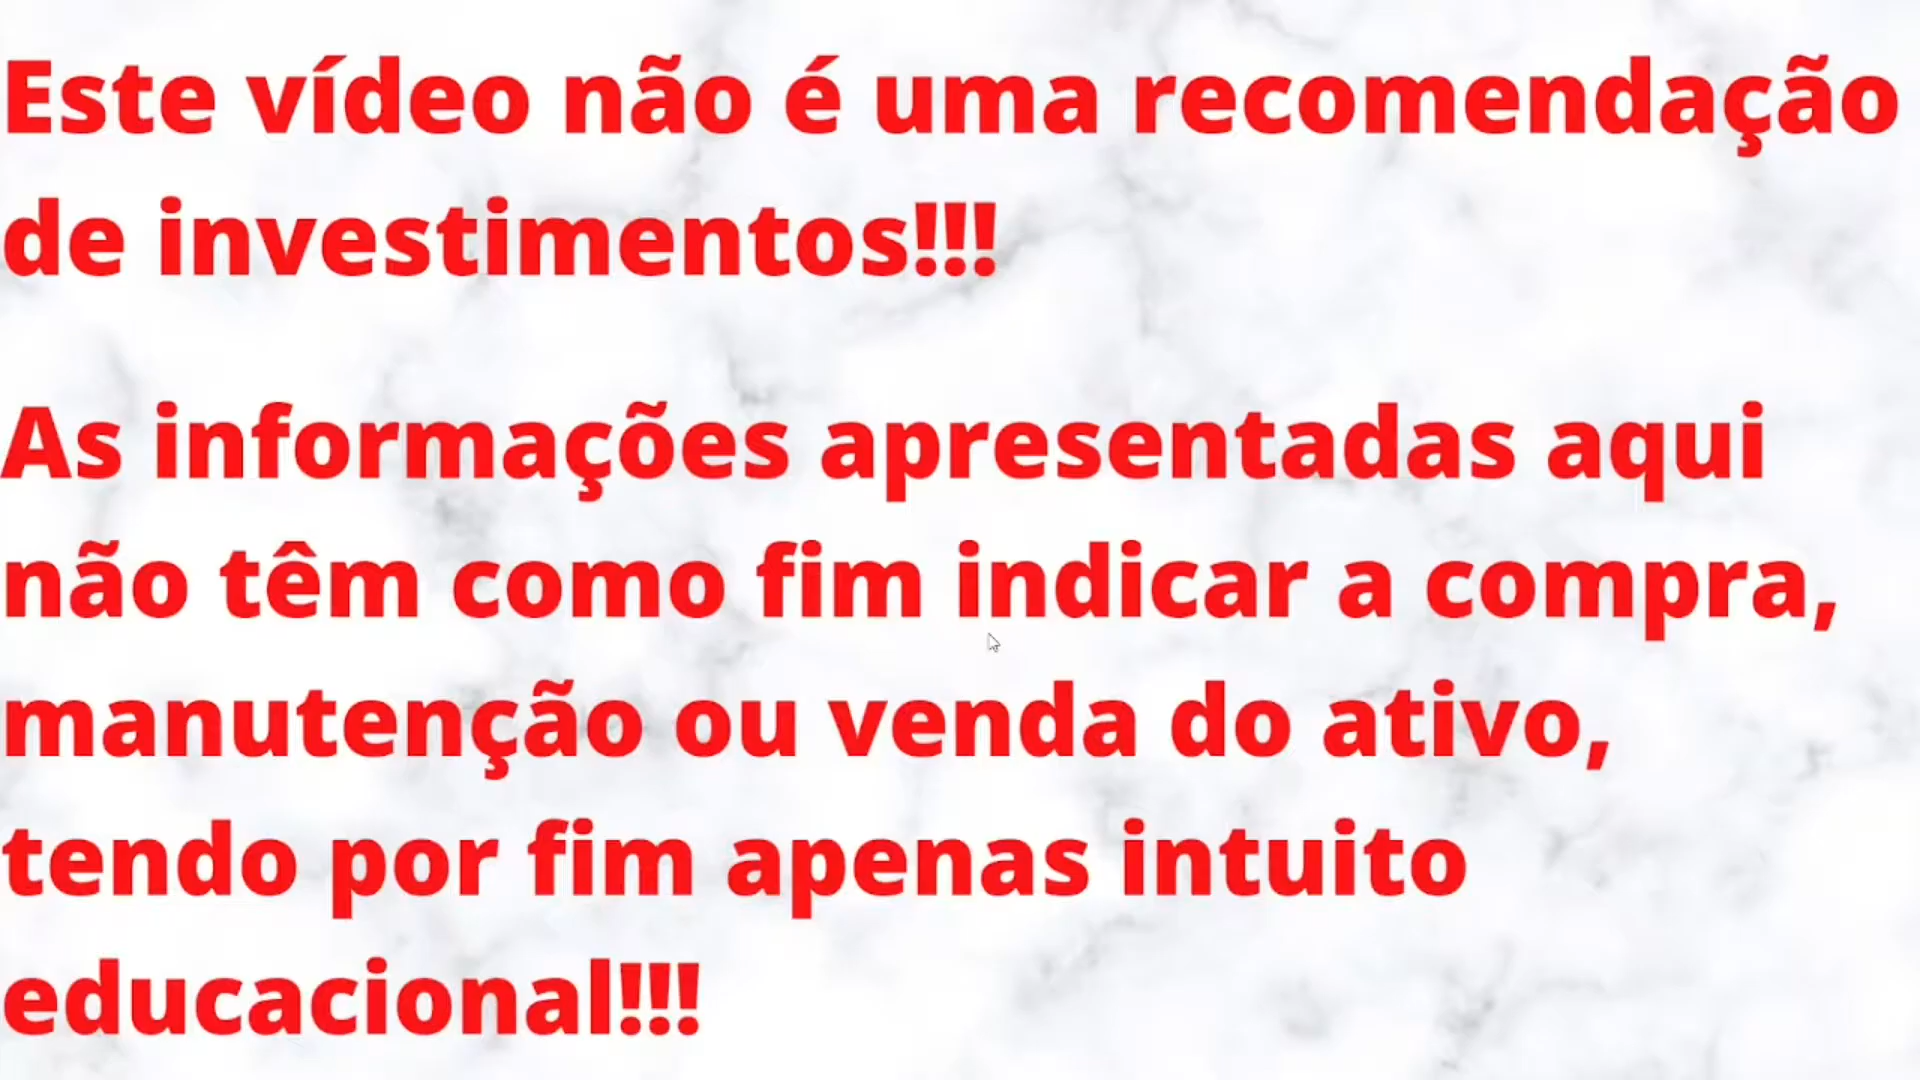 Este vídeo não é uma recomendação
de investimentos!!!
As informações apresentadas aqui
não têm como fim indicar a compra,
manutenção ou venda do ativo,
tendo por fim apenas intuito
educacional!!!